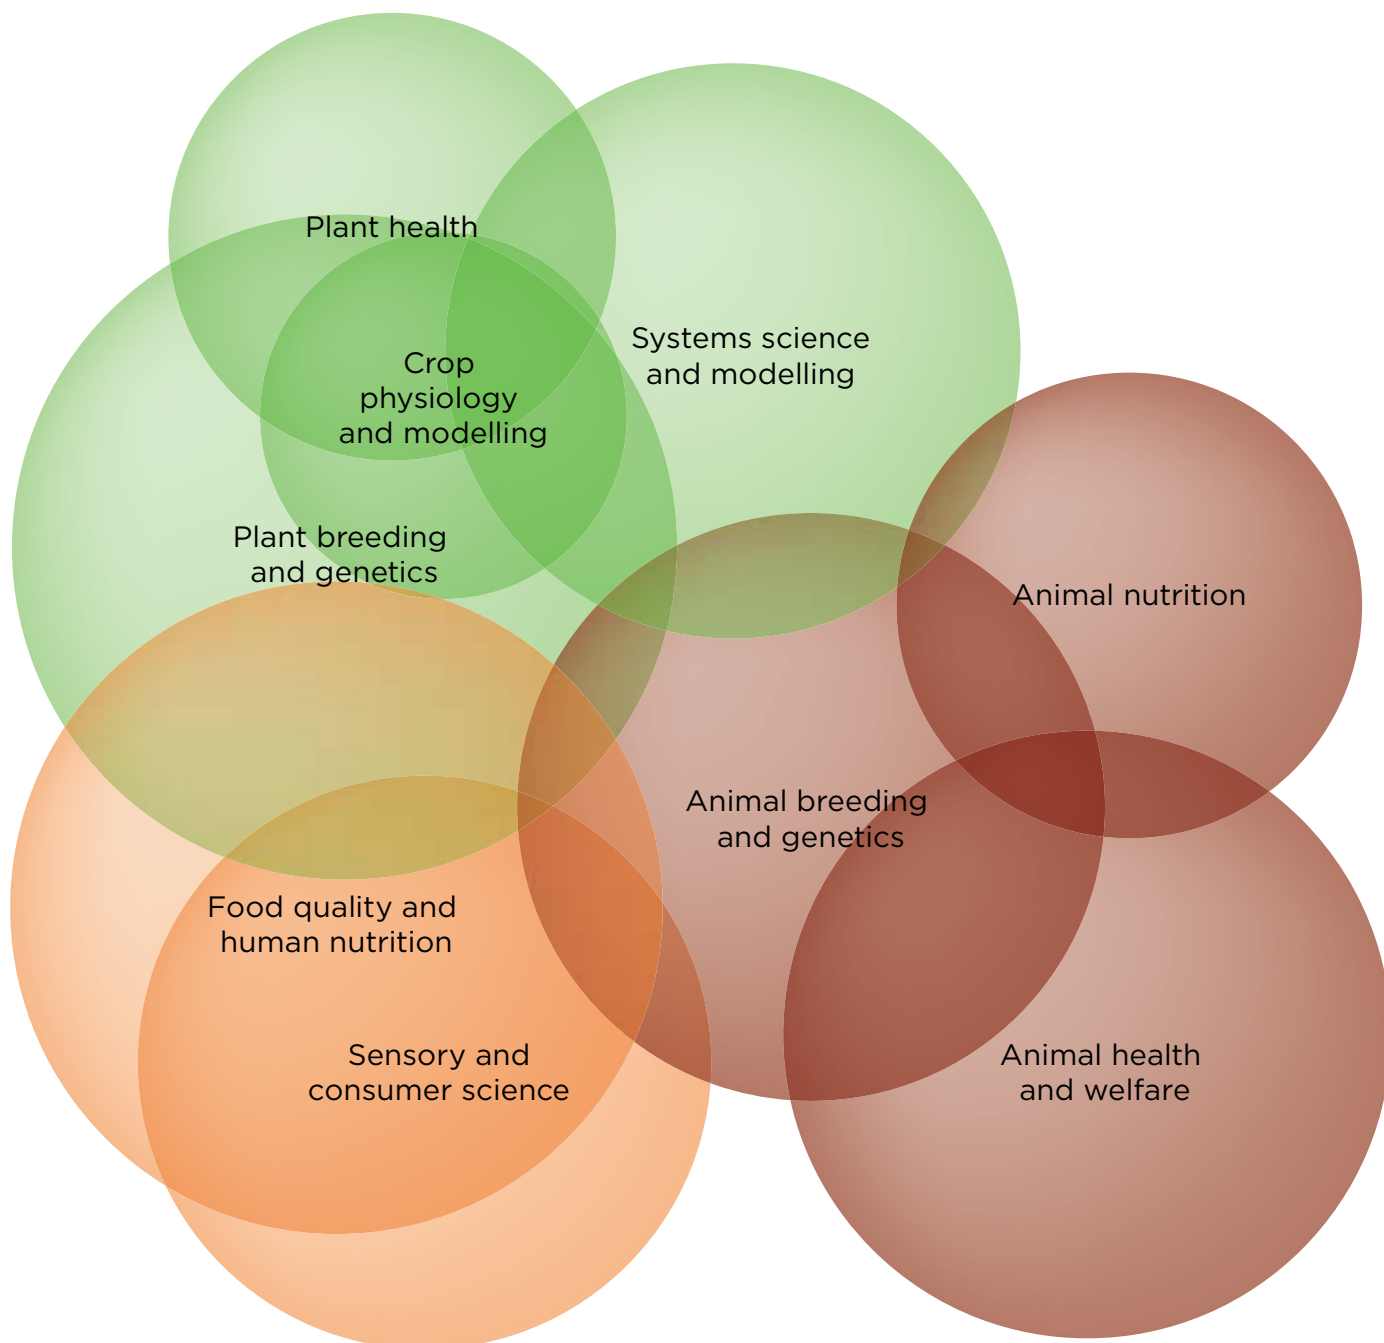 Plant health
Systems science
and modelling
Crop
physiology
and modelling
Plant breeding
and genetics
Animal nutrition
Animal breeding
and genetics
Food quality and
human nutrition
Sensory and
consumer science
Animal health
and welfare